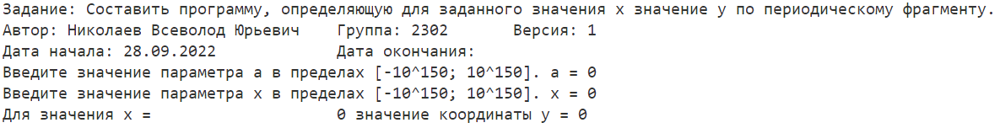 Задание: Составить программу, определяющую для заданного значения x значение y по периодическому фрагменту.
Автор: Николаев Всеволод Юрьевич    Группа: 2302       Версия: 1
Дата начала: 28.09.2022             Дата окончания:
Введите значение параметра a в пределах [-10^150; 10^150]. a = 0
Введите значение параметра x в пределах [-10^150; 10^150]. x = 0
Для значения x =                    0 значение координаты y = 0